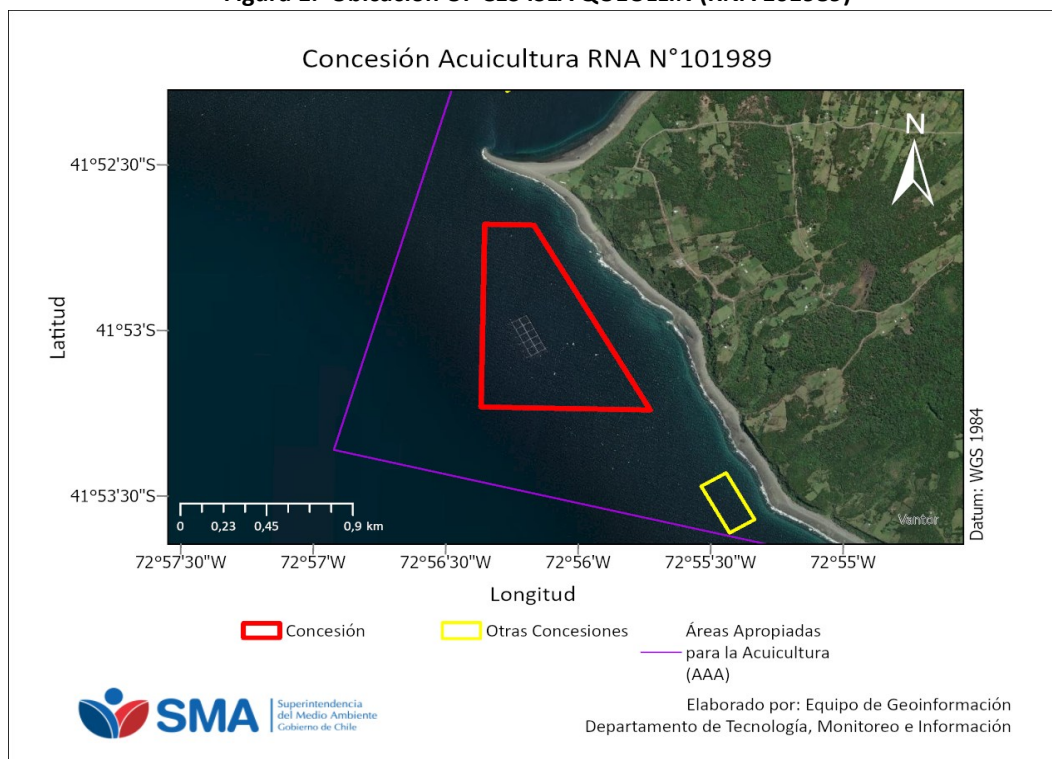 Concesión Acuicultura RNA N°101989
N
41°52'30"S
41°53'S
41°53'30"S
Latitud
0 0,23 0,45 0,9 km
Vantor
Datum: WGS 1984
72°57'30"W 72°57'W 72°56'30"W 72°56'W 72°55'30"W 72°55'W
Longitud
Concesión
Otras Concesiones
Áreas Apropiadas
para la Acuicultura
(AAA)
SMA
Superintendencia
del Medio Ambiente
Gobierno de Chile
Elaborado por: Equipo de Geoinformación
Departamento de Tecnología, Monitoreo e Información